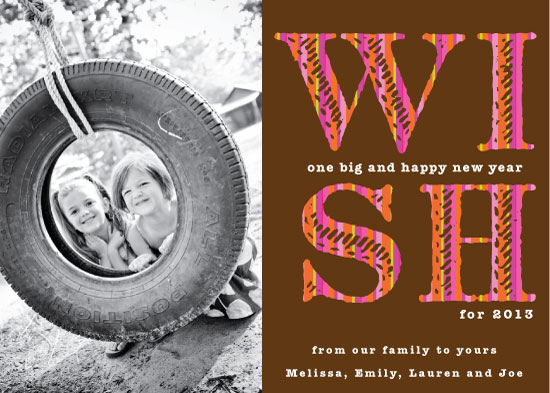 WI
one big and happy new year
SH
for 2013
from our family to yours
Melissa, Emily, Lauren and Joe